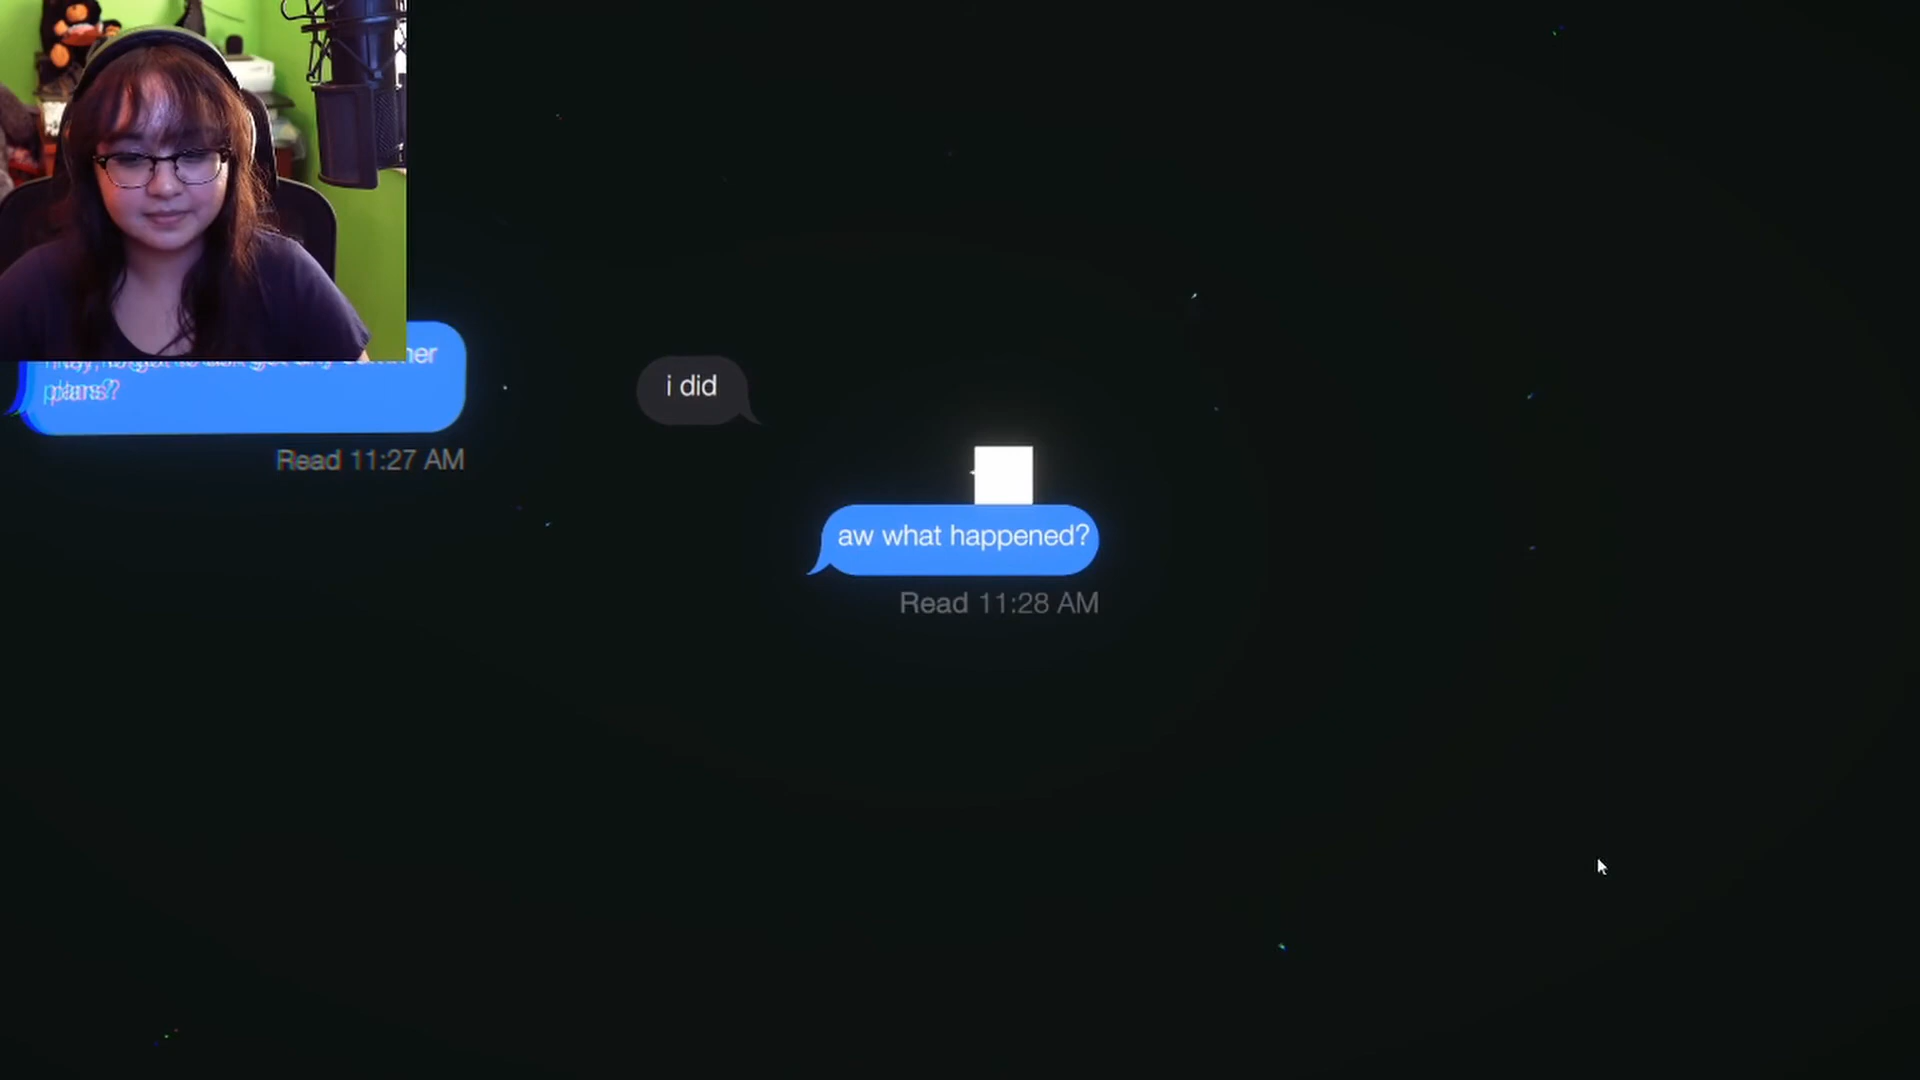 plans?
Read 11:27 AM
i did
aw what happened?
Read 11:28 AM